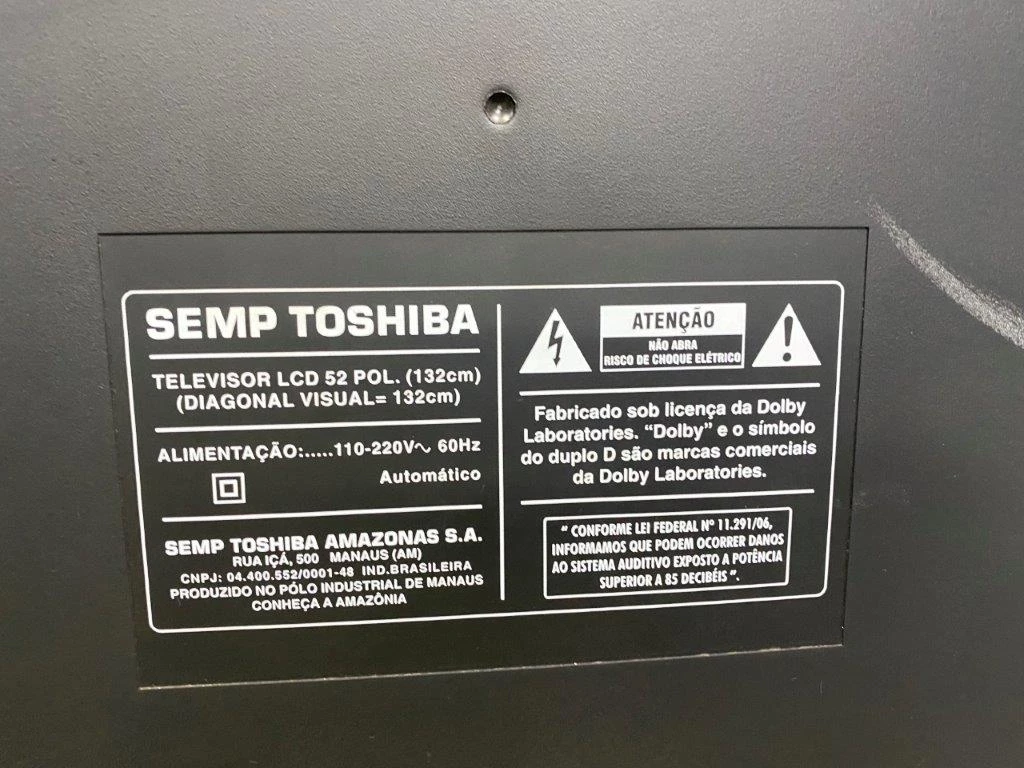 SEMP TOSHIBA
TELEVISOR LCD 52 POL. (132cm)
(DIAGONAL VISUAL= 132cm)
ALIMENTAÇÃO:.....110-220V~ 60Hz
Automático
SEMP TOSHIBA AMAZONAS S.A.
RUA IÇÁ, 500 MANAUS (AM)
CNPJ: 04.400.552/0001-48 IND.BRASILEIRA
PRODUZIDO NO PÓLO INDUSTRIAL DE MANAUS
CONHEÇA A AMAZÔNIA
ATENÇÃO
NÃO ABRA
RISCO DE CHOQUE ELÉTRICO
Fabricado sob licença da Dolby
Laboratories. “Dolby” e o símbolo
do duplo D são marcas comerciais
da Dolby Laboratories.
“ CONFORME LEI FEDERAL Nº 11.291/06,
INFORMAMOS QUE PODEM OCORRER DANOS
AO SISTEMA AUDITIVO EXPOSTO A POTÊNCIA
SUPERIOR A 85 DECIBÉIS ”.